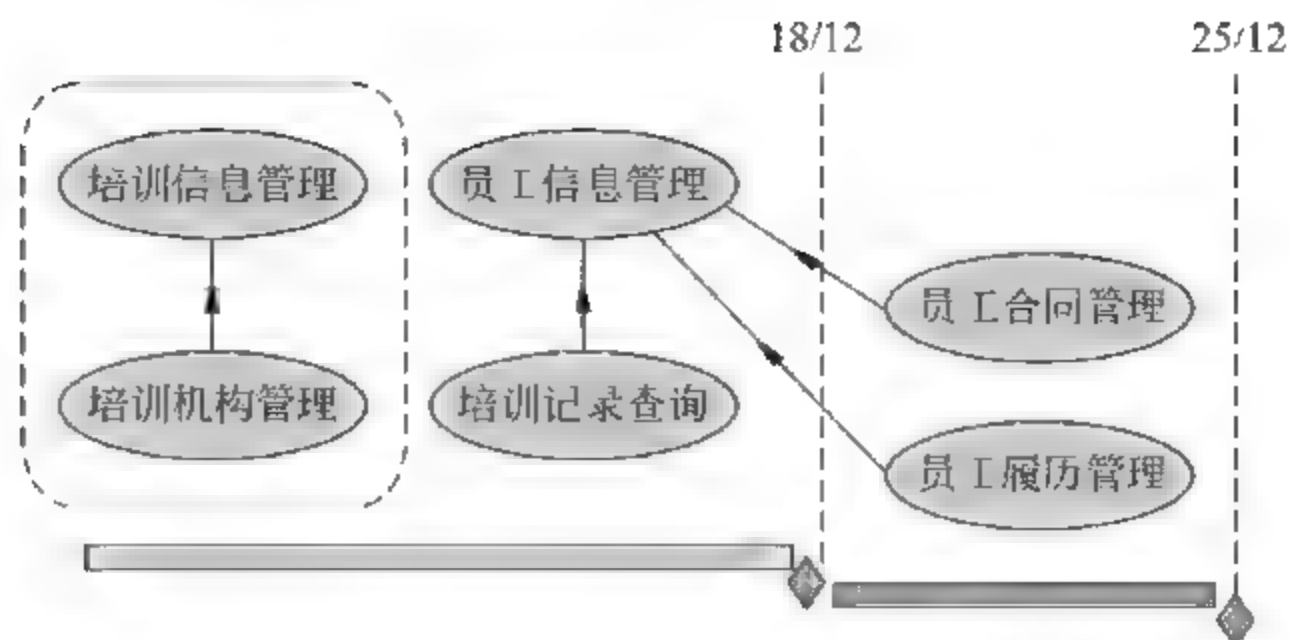 18/12
25/12
培训信息管理
员工信息管理
员工合同管理
培训机构管理
培训记录查询
员工履历管理